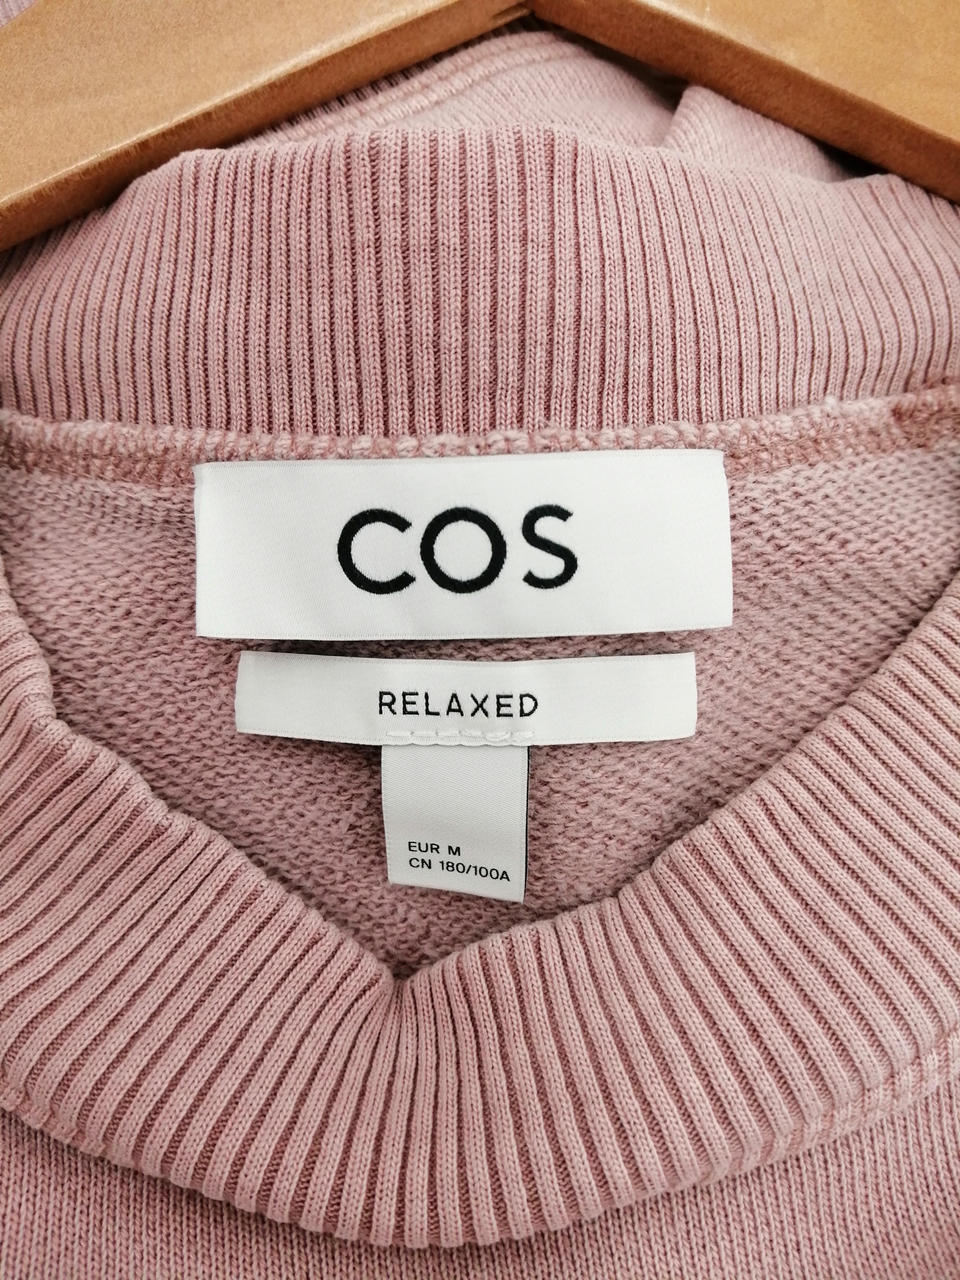 COS
RELAXED
EUR M
CN 180/100A